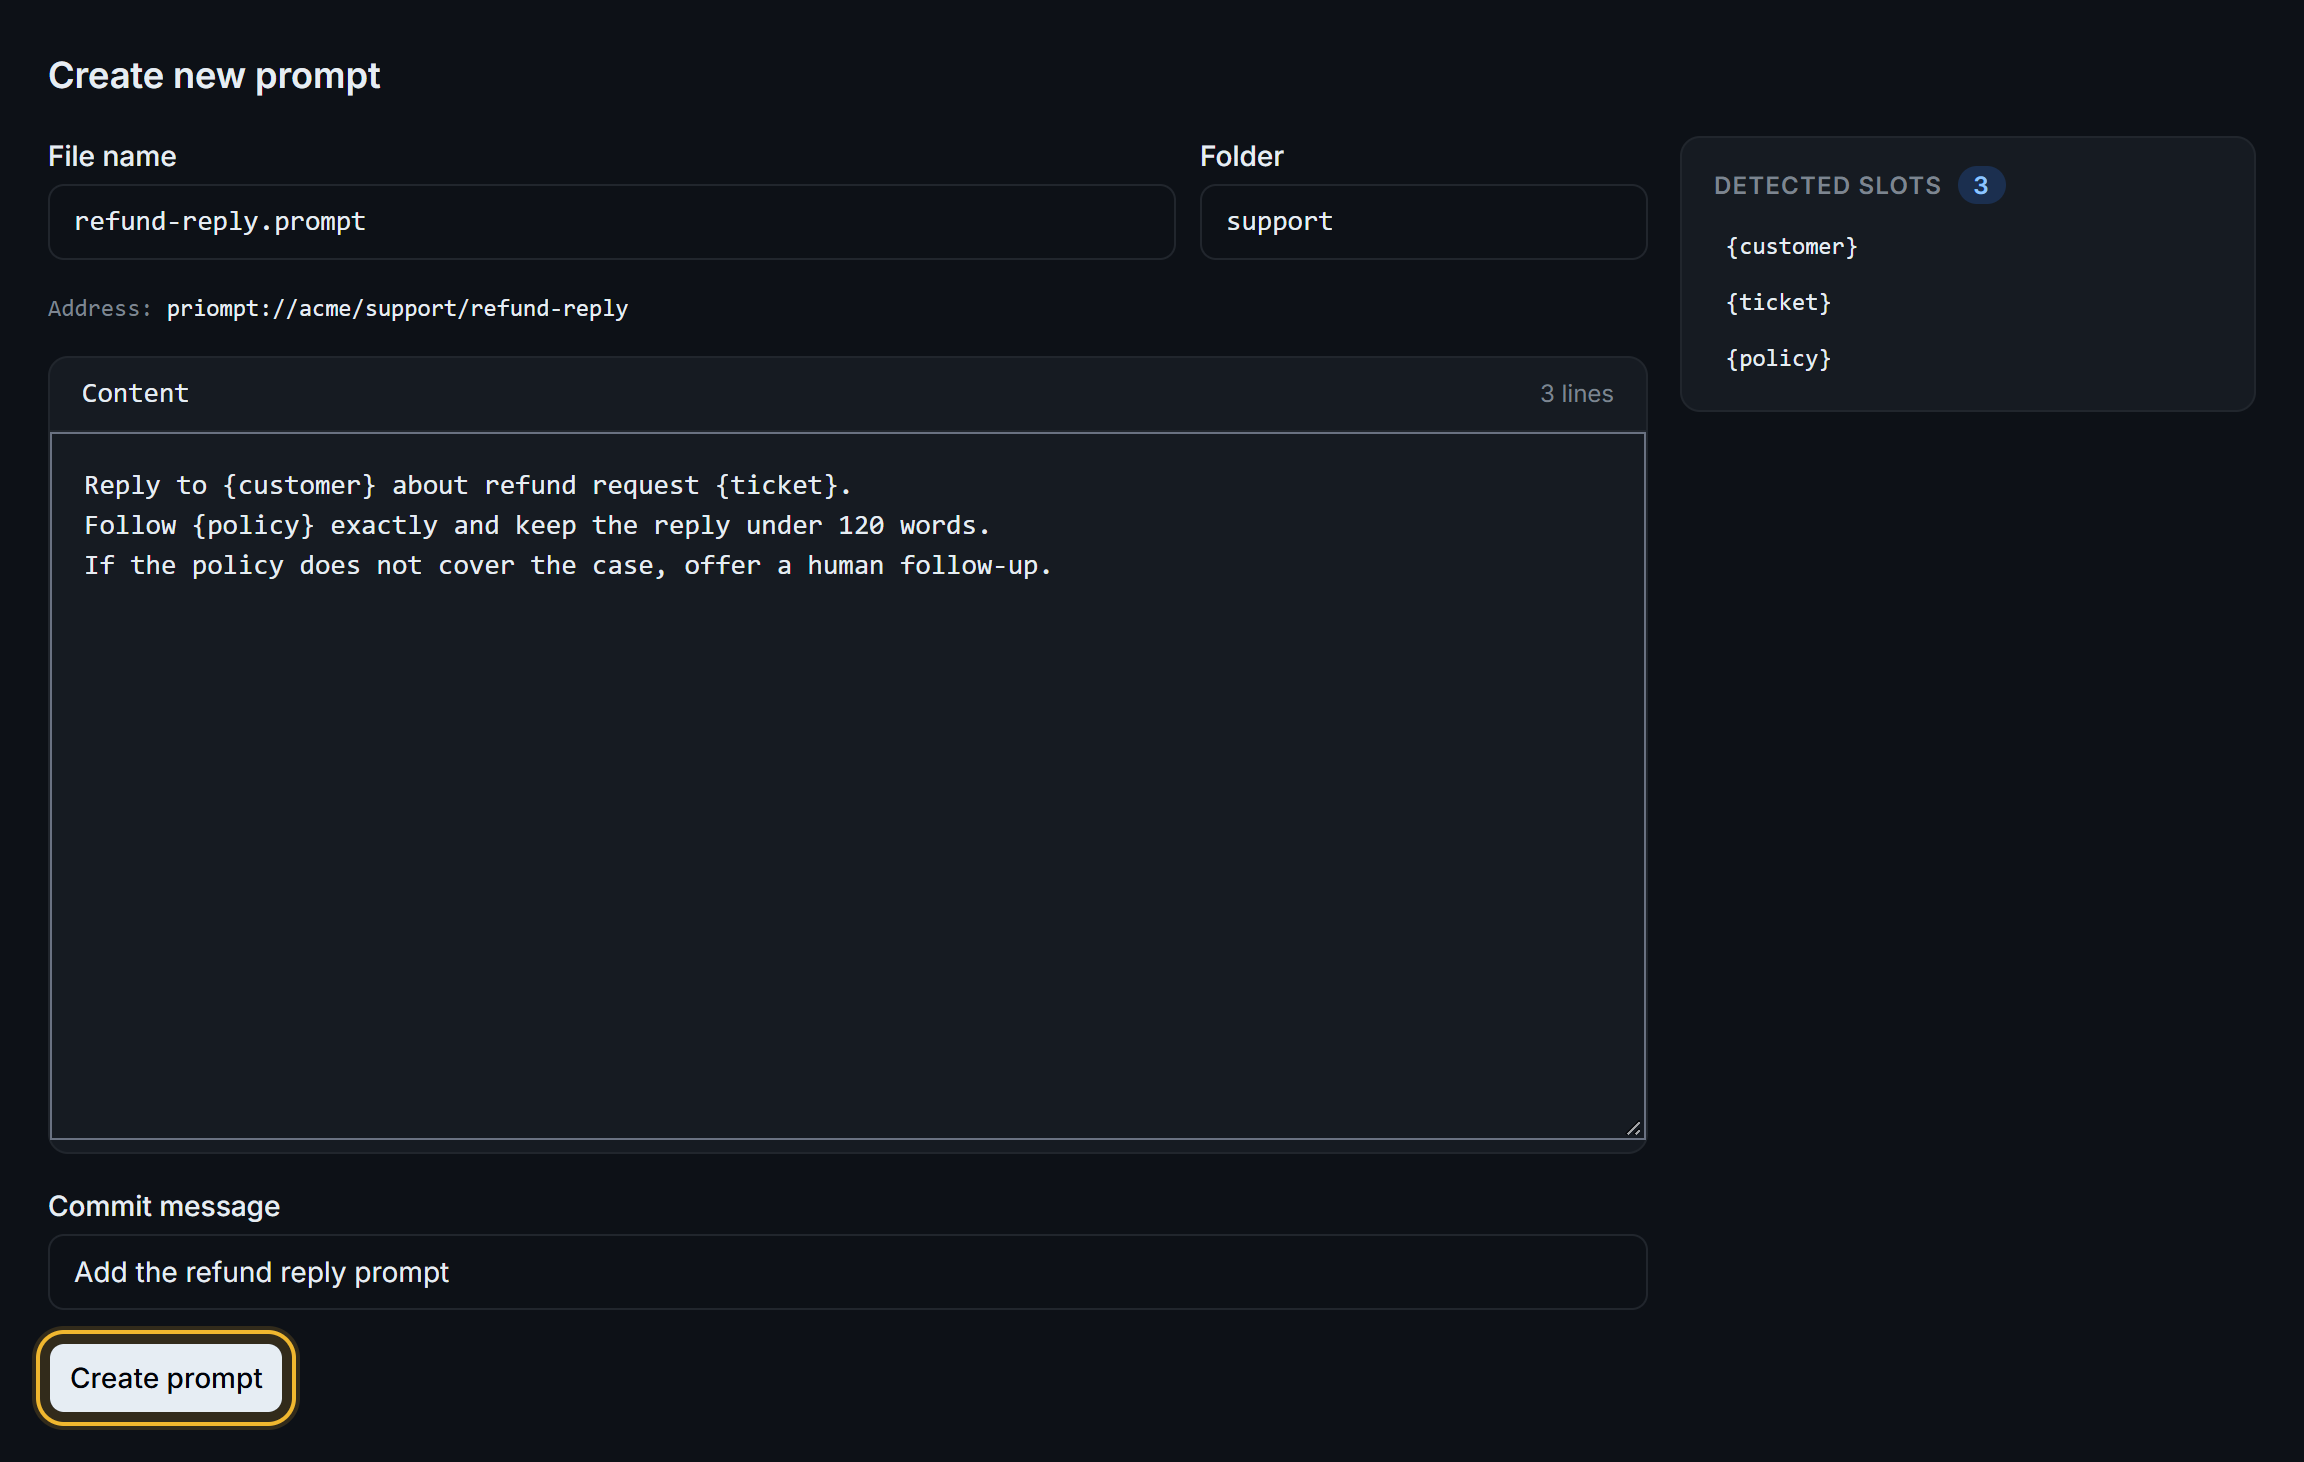 Create new prompt
File name
refund-reply.prompt
Folder
support
Address: priompt://acme/support/refund-reply
Content
3 lines
Reply to {customer} about refund request {ticket}.
Follow {policy} exactly and keep the reply under 120 words.
If the policy does not cover the case, offer a human follow-up.
Commit message
Add the refund reply prompt
Create prompt
DETECTED SLOTS 3
{customer}
{ticket}
{policy}